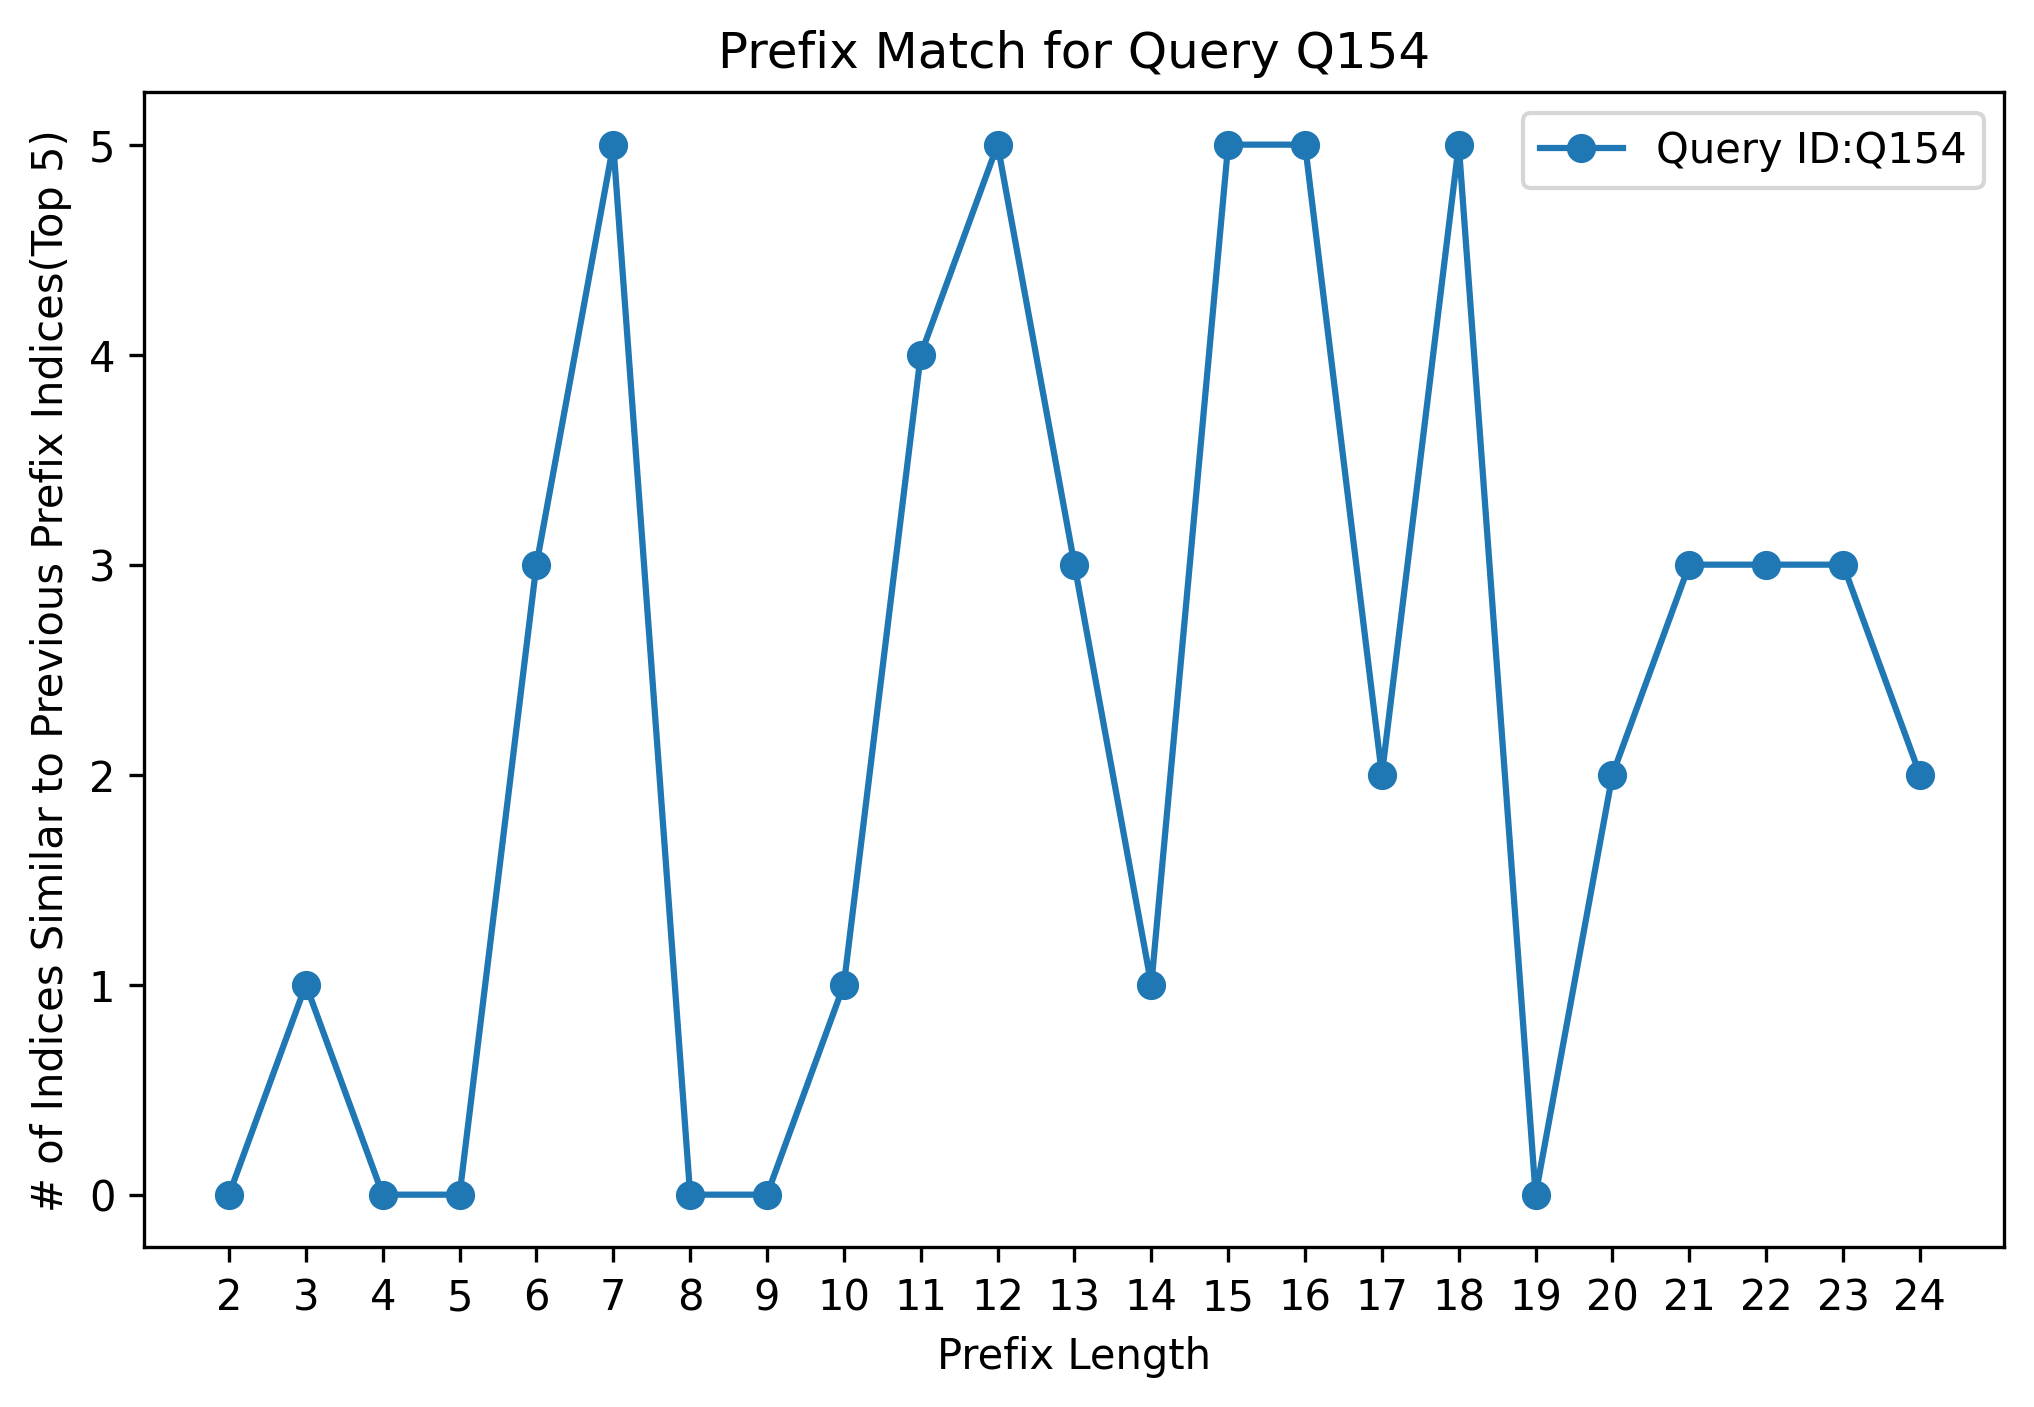 Prefix Match for Query Q154
Query ID:Q154
# of Indices Similar to Previous Prefix Indices(Top 5)
5
4
3
2
1
0
2 3 4 5 6 7 8 9 10 11 12 13 14 15 16 17 18 19 20 21 22 23 24
Prefix Length